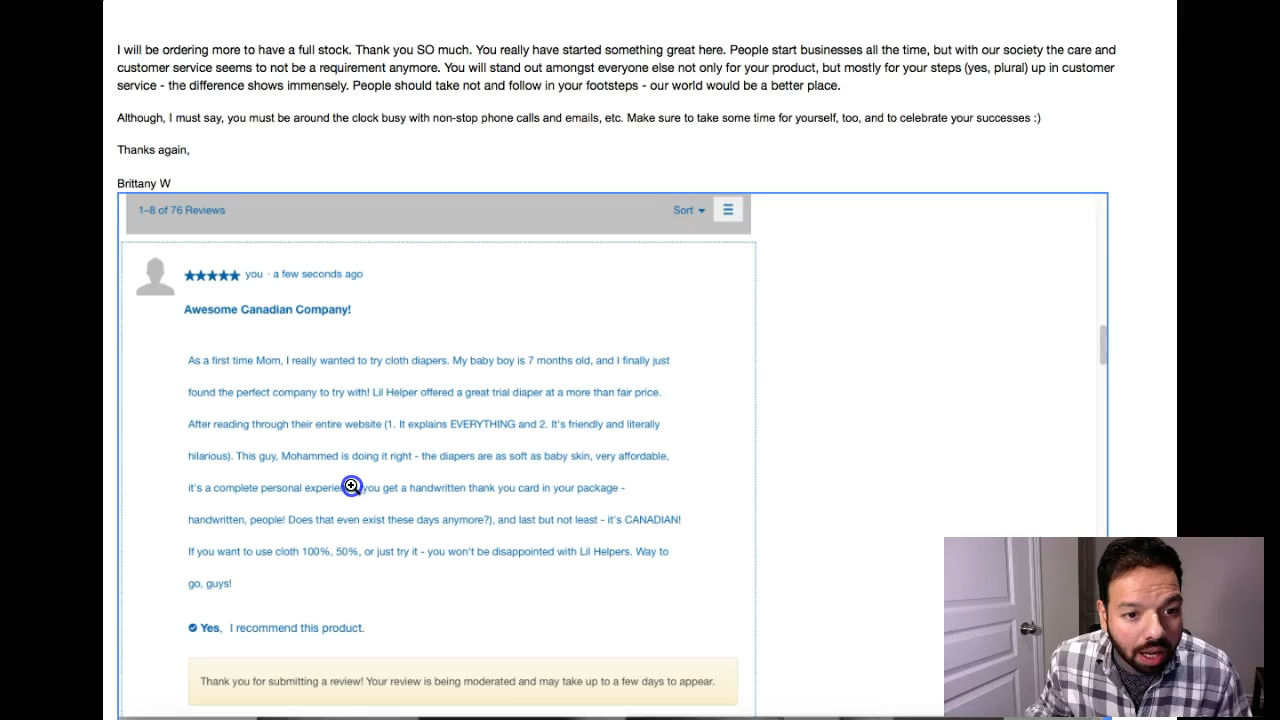 I will be ordering more to have a full stock. Thank you SO much. You really have started something great here. People start businesses all the time, but with our society the care and
customer service seems to not be a requirement anymore. You will stand out amongst everyone else not only for your product, but mostly for your steps (yes, plural) up in customer
service - the difference shows immensely. People should take not and follow in your footsteps - our world would be a better place.
Although, I must say, you must be around the clock busy with non-stop phone calls and emails, etc. Make sure to take some time for yourself, too, and to celebrate your successes :)
Thanks again,
Brittany W
1–8 of 76 Reviews
Sort
★★★★★ you · a few seconds ago
Awesome Canadian Company!
As a first time Mom, I really wanted to try cloth diapers. My baby boy is 7 months old, and I finally just
found the perfect company to try with! Lil Helper offered a great trial diaper at a more than fair price.
After reading through their entire website (1. It explains EVERYTHING and 2. It's friendly and literally
hilarious). This guy, Mohammed is doing it right - the diapers are as soft as baby skin, very affordable,
it's a complete personal you get a handwritten thank you card in your package -
handwritten, people! Does that even exist these days anymore?), and last but not least - it's CANADIAN!
If you want to use cloth 100%, 50%, or just try it - you won't be disappointed with Lil Helpers. Way to
go, guys!
Yes, I recommend this product.
Thank you for submitting a review! Your review is being moderated and may take up to a few days to appear.